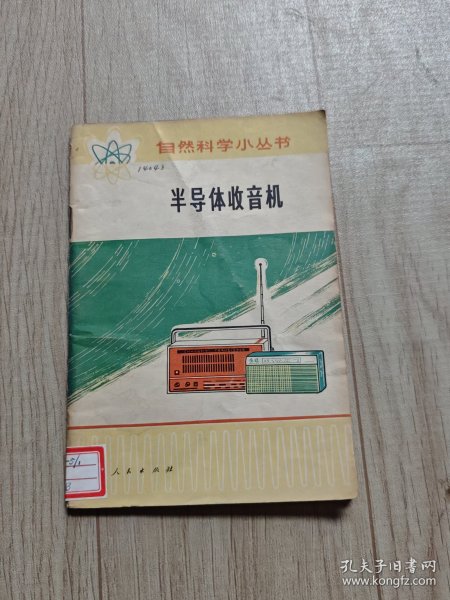 自然科学小丛书
14043
半导体收音机
人民出版社
孔夫子旧书网
www.kongfz.com